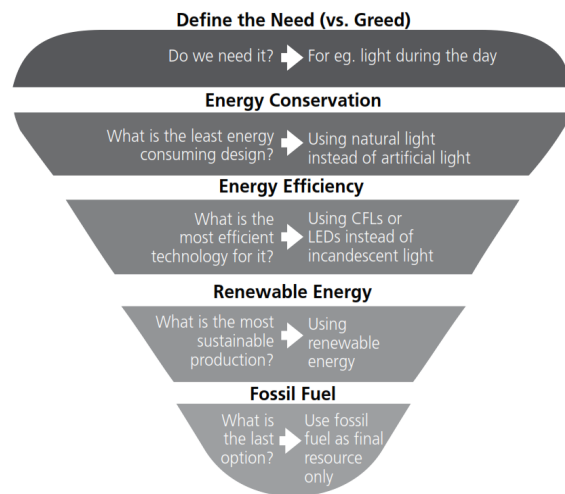 Define the Need (vs. Greed)
Do we need it?
For eg. light during the day
Energy Conservation
What is the least energy
consuming design?
Using natural light
instead of artificial light
Energy Efficiency
What is the
most efficient
technology for it?
Using CFLs or
LEDs instead of
incandescent light
Renewable Energy
What is the most
sustainable
production?
Using
renewable
energy
Fossil Fuel
What is
the last
option?
Use fossil
fuel as final
resource
only